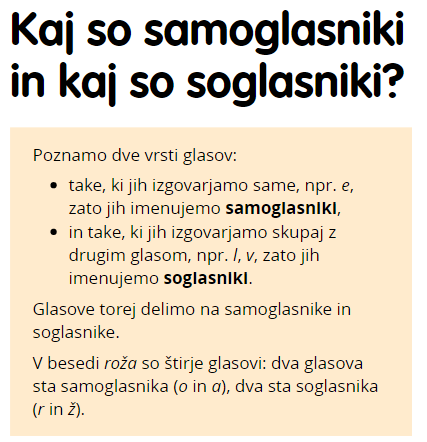 Kaj so samoglasniki
in kaj so soglasniki?
Poznamo dve vrsti glasov:
• take, ki jih izgovarjamo same, npr. e,
zato jih imenujemo samoglasniki,
• in take, ki jih izgovarjamo skupaj z
drugim glasom, npr. l, v, zato jih
imenujemo soglasniki.
Glasove torej delimo na samoglasnike in
soglasnike.
V besedi roža so štirje glasovi: dva glasova
sta samoglasnika (o in a), dva sta soglasnika
(r in ž).